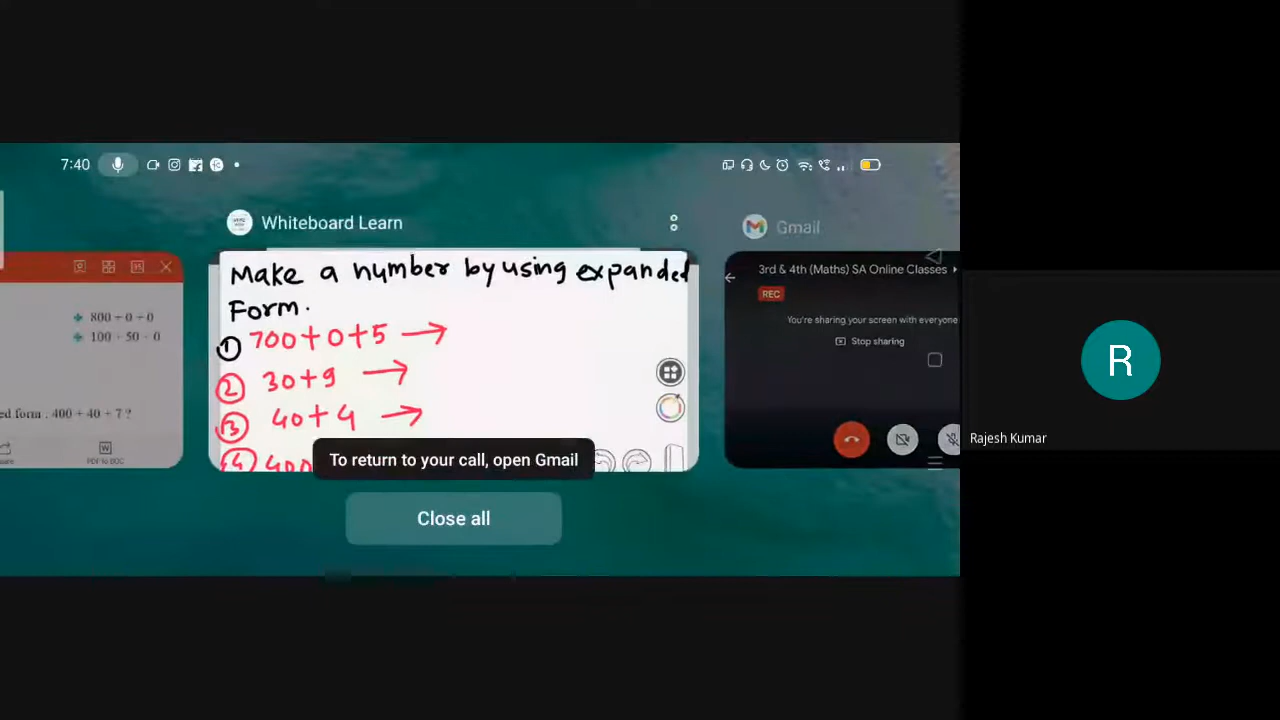 7:40
Whiteboard Learn
Gmail
Make a number by using expanded
Form.
① 700+0+5 →
② 30+9 →
③ 40+4 →
④ 400
800 + 0 + 0
100 + 50 + 0
ed form : 400 + 40 + 7 ?
PDF to DOC
3rd & 4th (Maths) SA Online Classes
REC
You're sharing your screen with everyone
Stop sharing
To return to your call, open Gmail
Close all
R
Rajesh Kumar